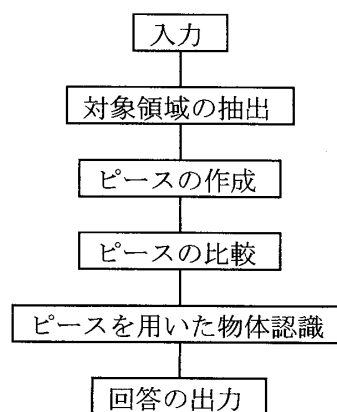 入力
対象領域の抽出
ピースの作成
ピースの比較
ピースを用いた物体認識
回答の出力